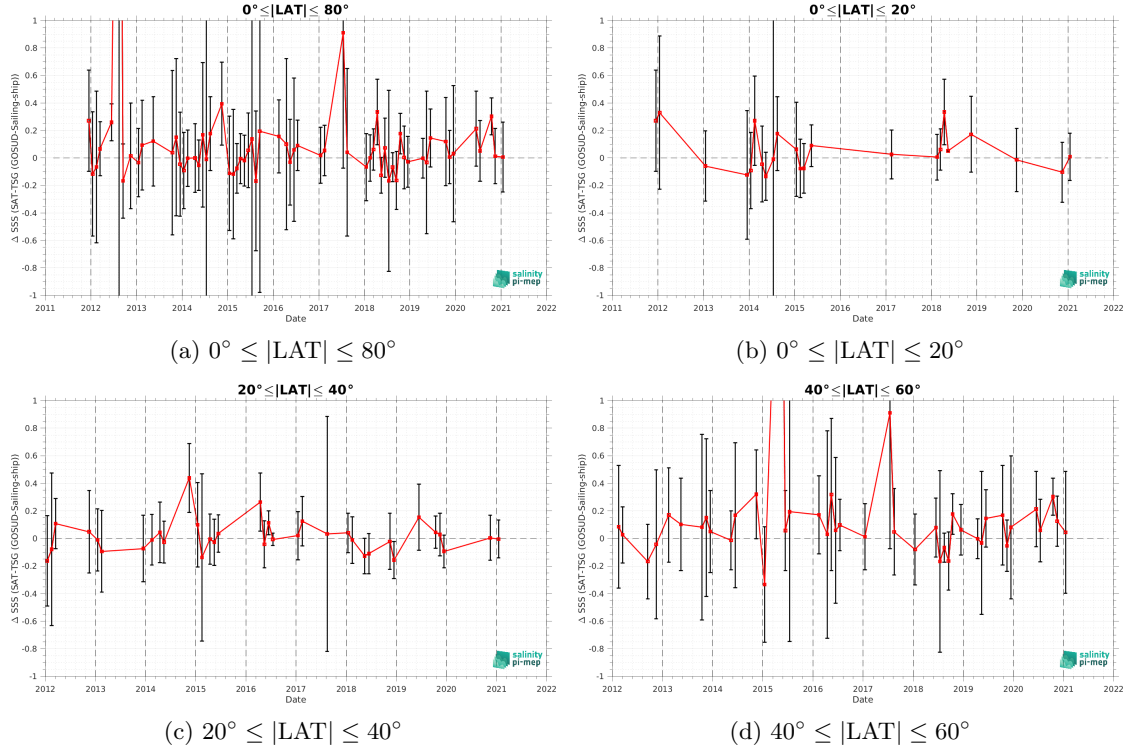 0°≤|LAT|≤ 80°
Δ SSS (SAT-TSG (GOSUD-Sailing-ship))
1
0.8
0.6
0.4
0.2
0
-0.2
-0.4
-0.6
-0.8
-1
2011 2012 2013 2014 2015 2016 2017 2018 2019 2020 2021 2022
Date
salinity
pi-mep
(a) 0° ≤ |LAT| ≤ 80°
0°≤|LAT|≤ 20°
Δ SSS (SAT-TSG (GOSUD-Sailing-ship))
1
0.8
0.6
0.4
0.2
0
-0.2
-0.4
-0.6
-0.8
-1
2011 2012 2013 2014 2015 2016 2017 2018 2019 2020 2021 2022
Date
salinity
pi-mep
(b) 0° ≤ |LAT| ≤ 20°
20°≤|LAT|≤ 40°
Δ SSS (SAT-TSG (GOSUD-Sailing-ship))
1
0.8
0.6
0.4
0.2
0
-0.2
-0.4
-0.6
-0.8
-1
2012 2013 2014 2015 2016 2017 2018 2019 2020 2021 2022
Date
salinity
pi-mep
(c) 20° ≤ |LAT| ≤ 40°
40°≤|LAT|≤ 60°
Δ SSS (SAT-TSG (GOSUD-Sailing-ship))
1
0.8
0.6
0.4
0.2
0
-0.2
-0.4
-0.6
-0.8
-1
2012 2013 2014 2015 2016 2017 2018 2019 2020 2021 2022
Date
salinity
pi-mep
(d) 40° ≤ |LAT| ≤ 60°